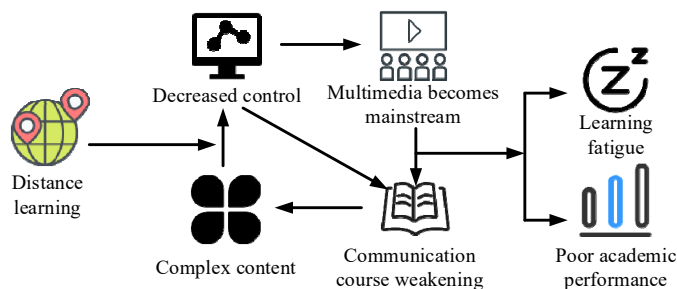 Decreased control
Multimedia becomes
mainstream
Learning
fatigue
Distance
learning
Complex content
Communication
course weakening
Poor academic
performance